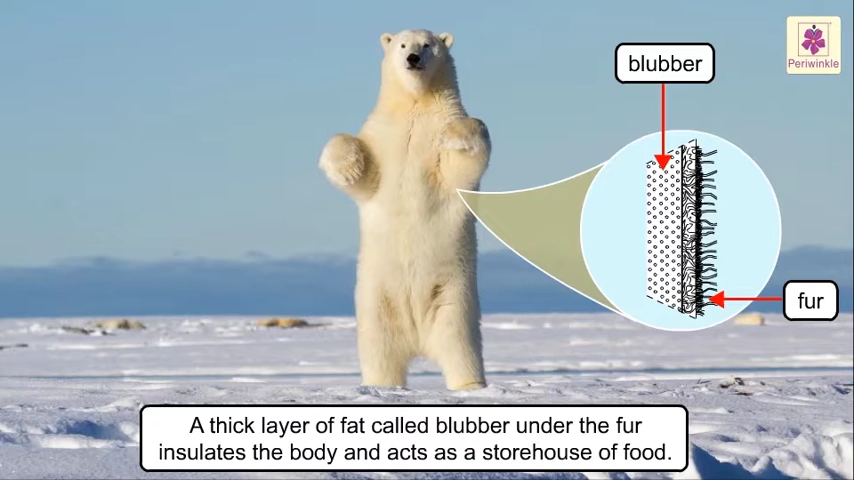 Periwinkle
blubber
fur
A thick layer of fat called blubber under the fur
insulates the body and acts as a storehouse of food.